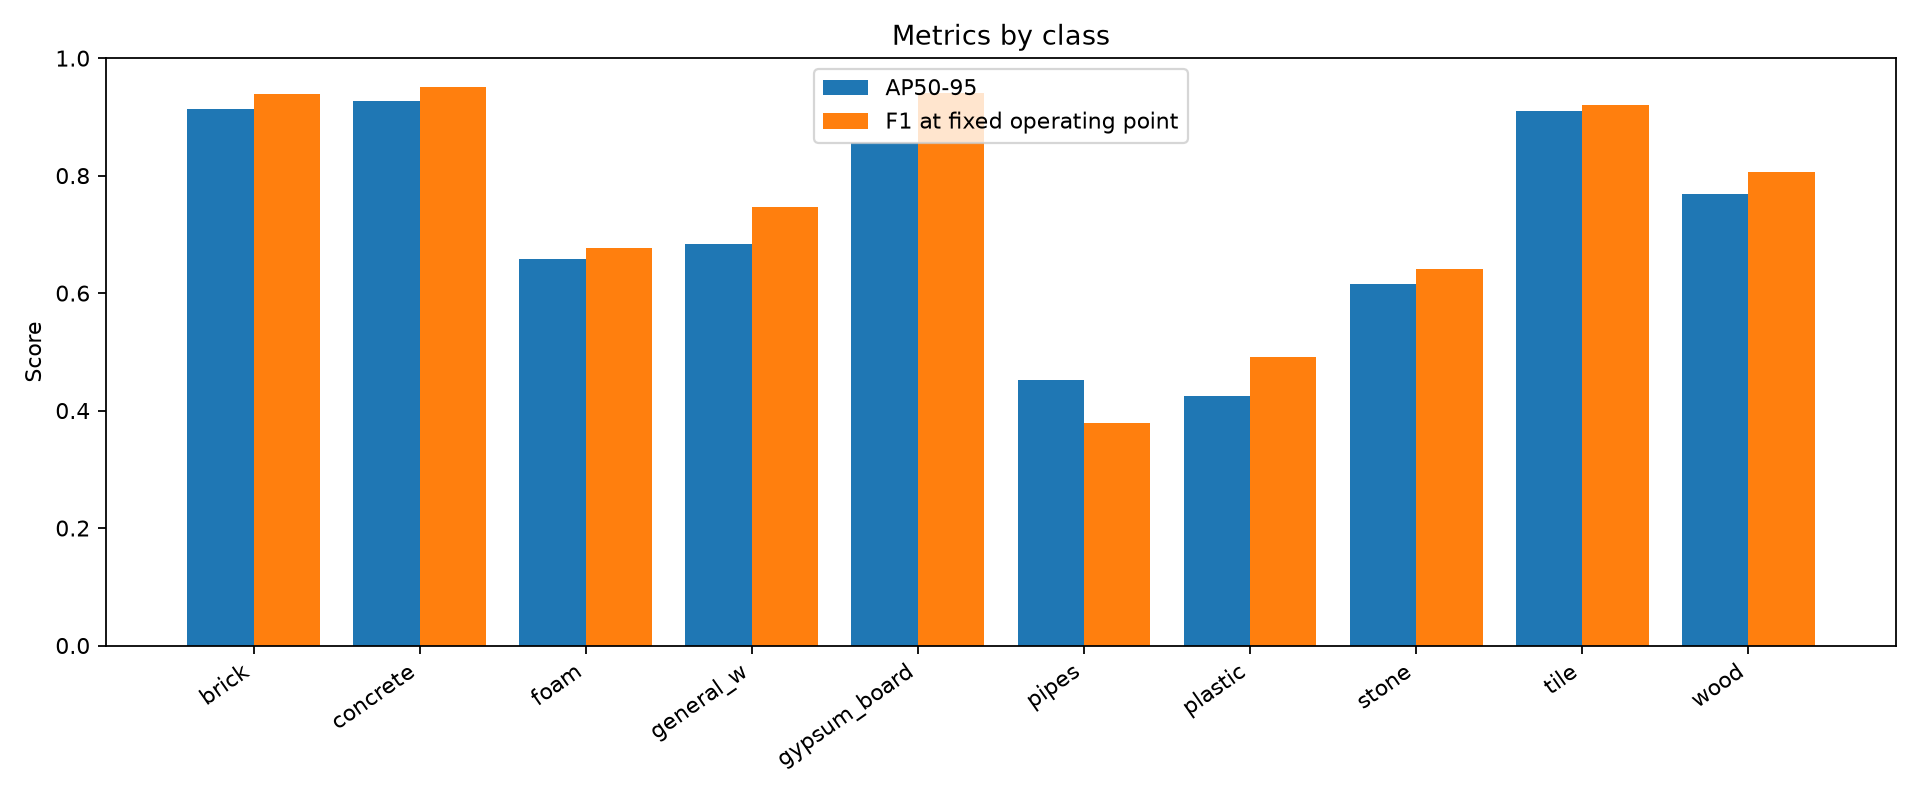 Metrics by class
AP50-95
F1 at fixed operating point
Score
1.0
0.8
0.6
0.4
0.2
0.0
brick
concrete
foam
general_w
gypsum_board
pipes
plastic
stone
tile
wood